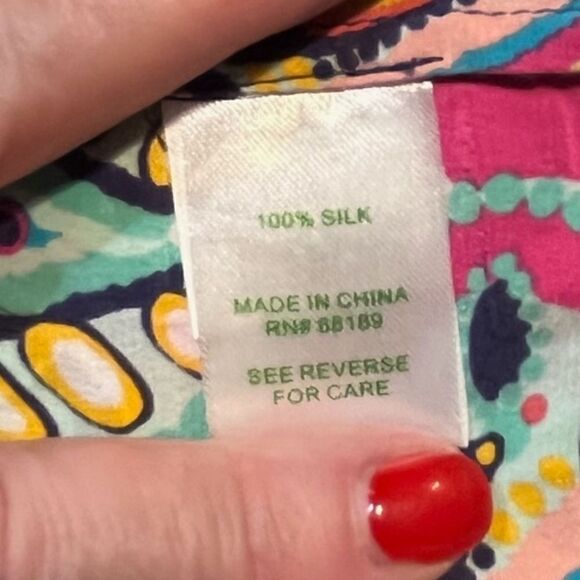 100% SILK
MADE IN CHINA
RN# 88189
SEE REVERSE
FOR CARE